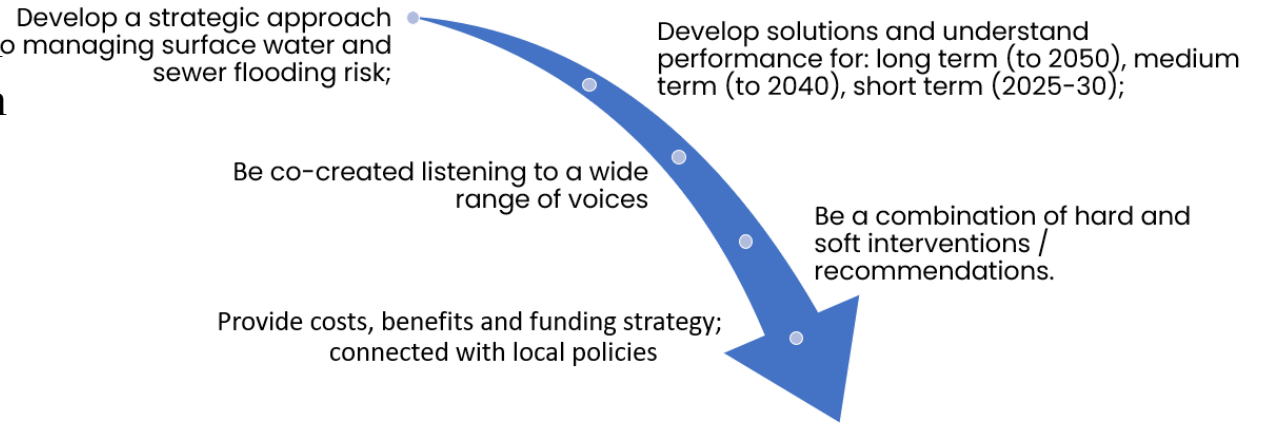 Develop a strategic approach
o managing surface water and
sewer flooding risk;
Develop solutions and understand
performance for: long term (to 2050), medium
term (to 2040), short term (2025-30);
Be co-created listening to a wide
range of voices
Be a combination of hard and
soft interventions /
recommendations.
Provide costs, benefits and funding strategy;
connected with local policies